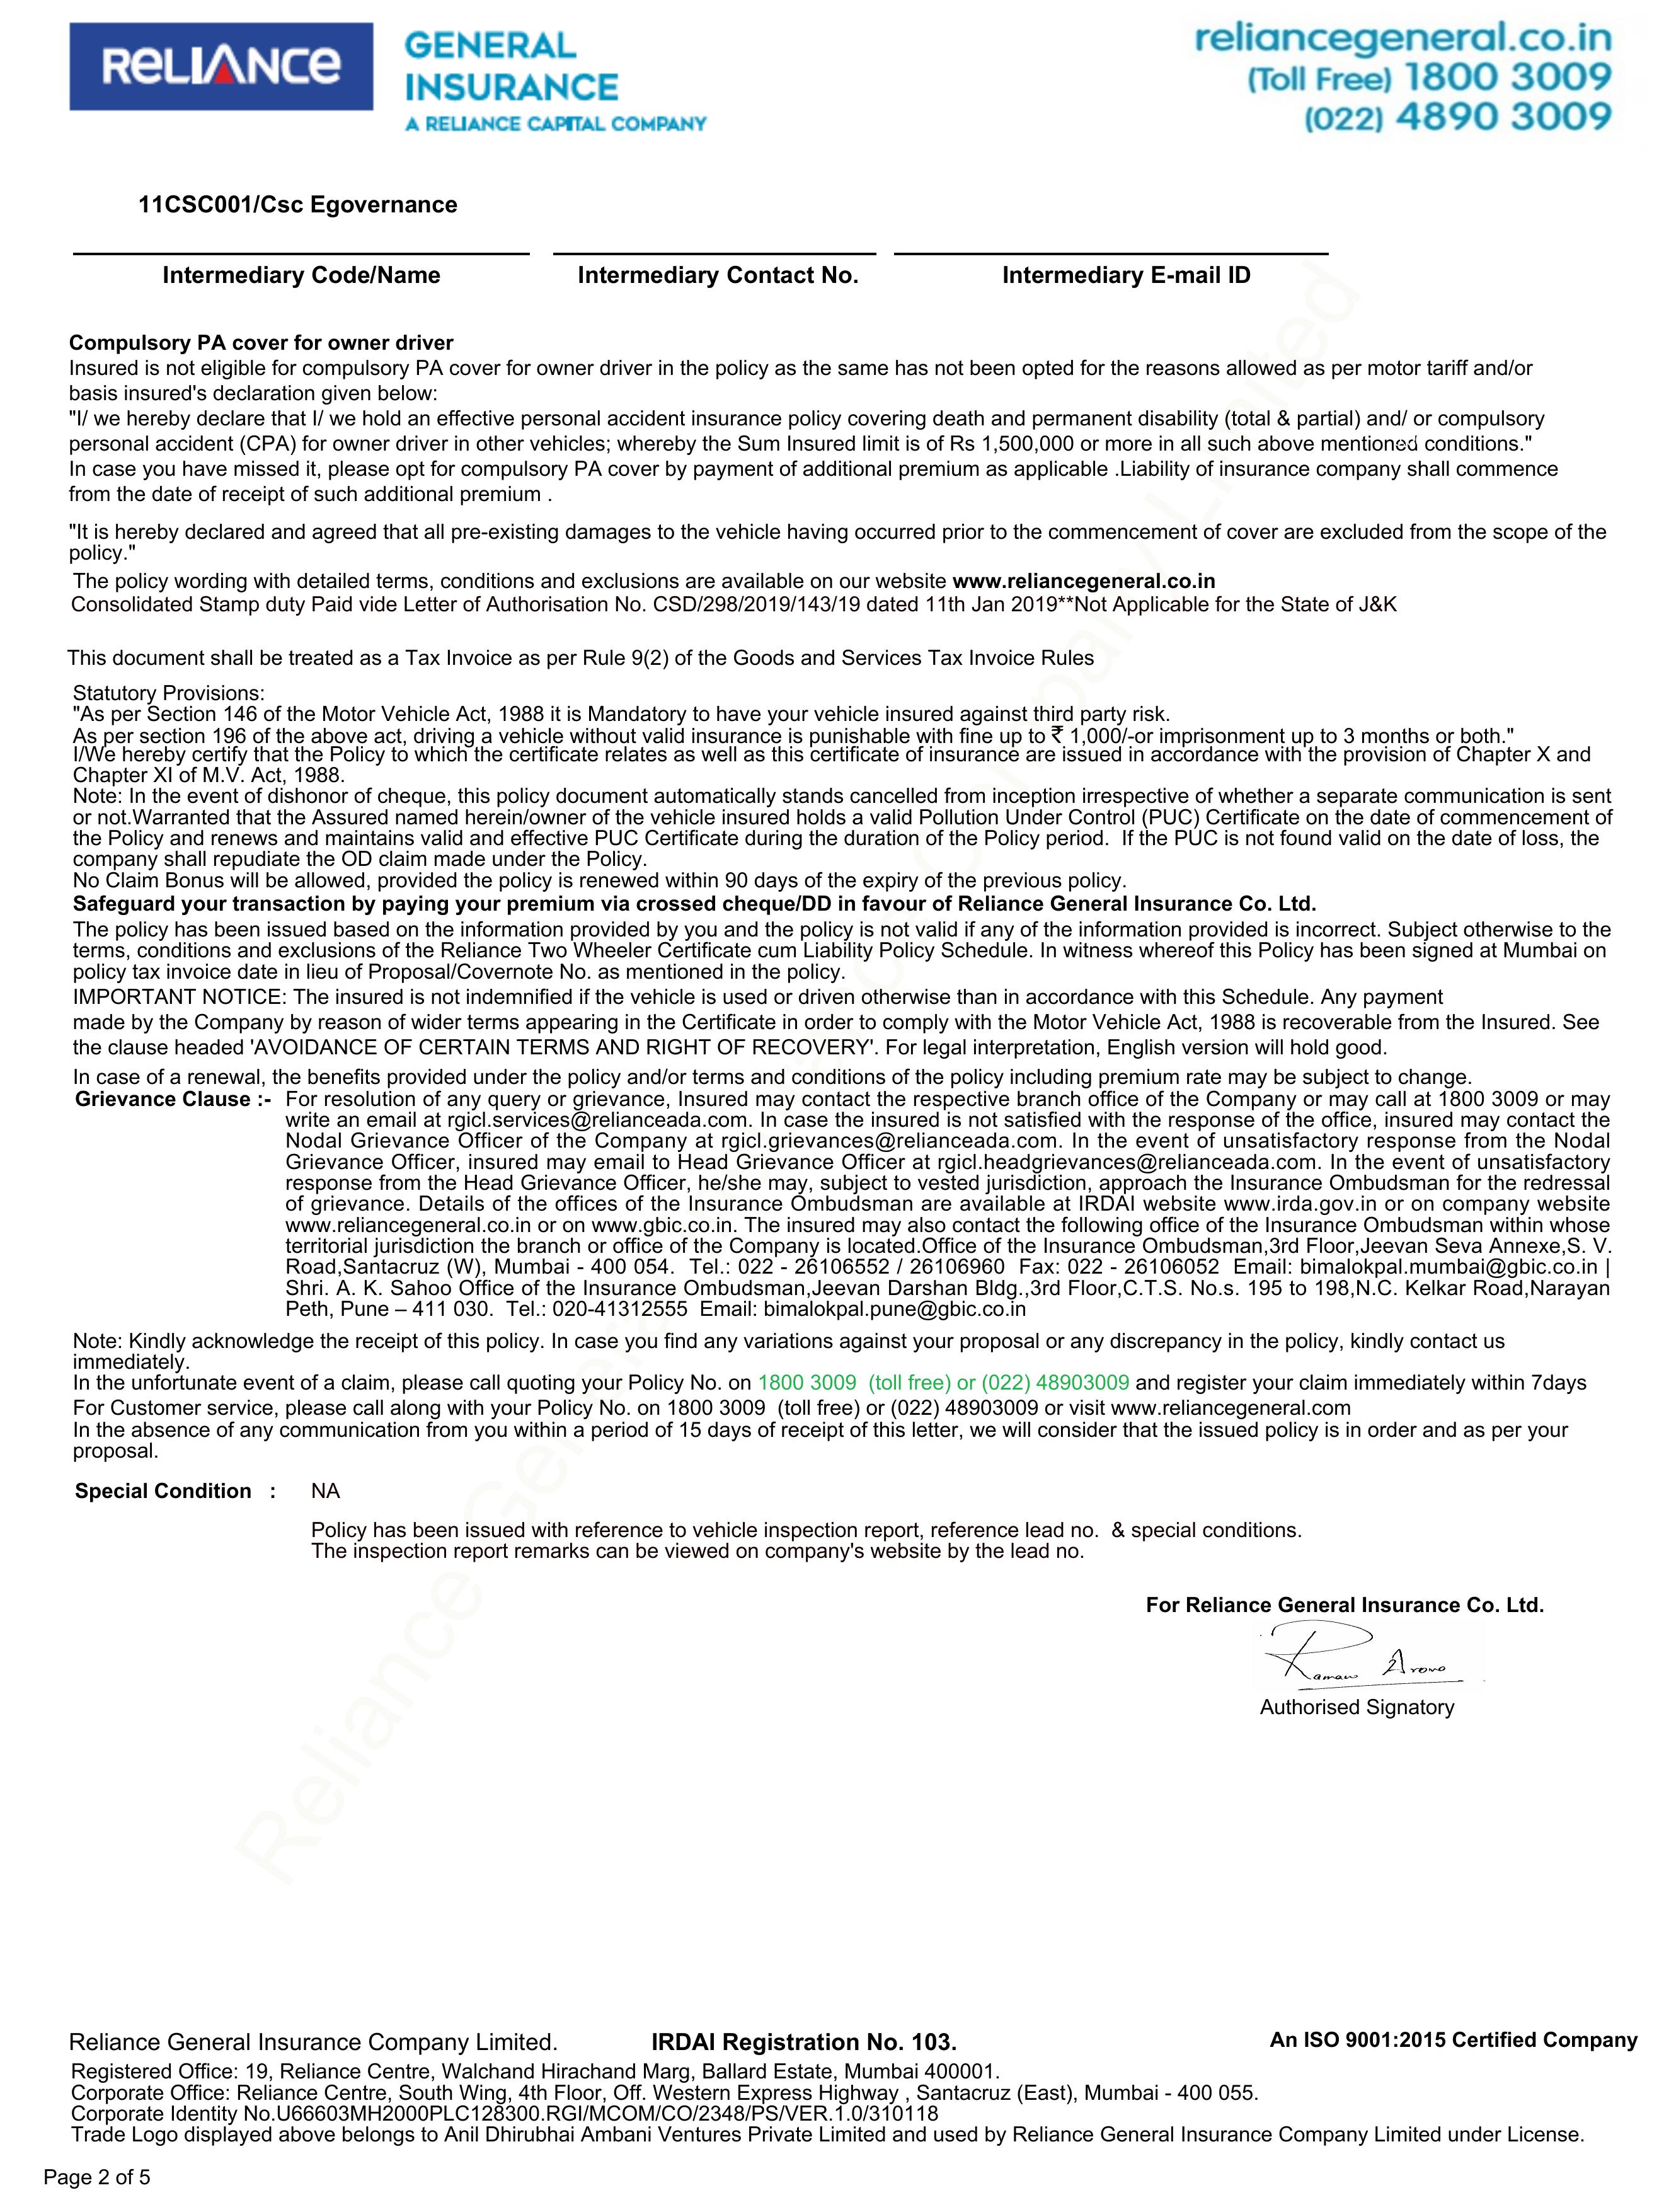 RELIANCE
GENERAL
INSURANCE
A RELIANCE CAPITAL COMPANY
reliancegeneral.co.in
(Toll Free) 1800 3009
(022) 4890 3009
11CSC001/Csc Egovernance
Intermediary Code/Name Intermediary Contact No. Intermediary E-mail ID
Compulsory PA cover for owner driver
Insured is not eligible for compulsory PA cover for owner driver in the policy as the same has not been opted for the reasons allowed as per motor tariff and/or
basis insured's declaration given below:
"I/ we hereby declare that I/ we hold an effective personal accident insurance policy covering death and permanent disability (total & partial) and/ or compulsory
personal accident (CPA) for owner driver in other vehicles; whereby the Sum Insured limit is of Rs 1,500,000 or more in all such above mentioned conditions."
In case you have missed it, please opt for compulsory PA cover by payment of additional premium as applicable .Liability of insurance company shall commence
from the date of receipt of such additional premium .
"It is hereby declared and agreed that all pre-existing damages to the vehicle having occurred prior to the commencement of cover are excluded from the scope of the
policy."
The policy wording with detailed terms, conditions and exclusions are available on our website www.reliancegeneral.co.in
Consolidated Stamp duty Paid vide Letter of Authorisation No. CSD/298/2019/143/19 dated 11th Jan 2019**Not Applicable for the State of J&K
This document shall be treated as a Tax Invoice as per Rule 9(2) of the Goods and Services Tax Invoice Rules
Statutory Provisions:
"As per Section 146 of the Motor Vehicle Act, 1988 it is Mandatory to have your vehicle insured against third party risk.
As per section 196 of the above act, driving a vehicle without valid insurance is punishable with fine up to ₹ 1,000/-or imprisonment up to 3 months or both."
I/We hereby certify that the Policy to which the certificate relates as well as this certificate of insurance are issued in accordance with the provision of Chapter X and
Chapter XI of M.V. Act, 1988.
Note: In the event of dishonor of cheque, this policy document automatically stands cancelled from inception irrespective of whether a separate communication is sent
or not.Warranted that the Assured named herein/owner of the vehicle insured holds a valid Pollution Under Control (PUC) Certificate on the date of commencement of
the Policy and renews and maintains valid and effective PUC Certificate during the duration of the Policy period. If the PUC is not found valid on the date of loss, the
company shall repudiate the OD claim made under the Policy.
No Claim Bonus will be allowed, provided the policy is renewed within 90 days of the expiry of the previous policy.
Safeguard your transaction by paying your premium via crossed cheque/DD in favour of Reliance General Insurance Co. Ltd.
The policy has been issued based on the information provided by you and the policy is not valid if any of the information provided is incorrect. Subject otherwise to the
terms, conditions and exclusions of the Reliance Two Wheeler Certificate cum Liability Policy Schedule. In witness whereof this Policy has been signed at Mumbai on
policy tax invoice date in lieu of Proposal/Covernote No. as mentioned in the policy.
IMPORTANT NOTICE: The insured is not indemnified if the vehicle is used or driven otherwise than in accordance with this Schedule. Any payment
made by the Company by reason of wider terms appearing in the Certificate in order to comply with the Motor Vehicle Act, 1988 is recoverable from the Insured. See
the clause headed 'AVOIDANCE OF CERTAIN TERMS AND RIGHT OF RECOVERY'. For legal interpretation, English version will hold good.
In case of a renewal, the benefits provided under the policy and/or terms and conditions of the policy including premium rate may be subject to change.
Grievance Clause :- For resolution of any query or grievance, Insured may contact the respective branch office of the Company or may call at 1800 3009 or may
write an email at rgicl.services@relianceada.com. In case the insured is not satisfied with the response of the office, insured may contact the
Nodal Grievance Officer of the Company at rgicl.grievances@relianceada.com. In the event of unsatisfactory response from the Nodal
Grievance Officer, insured may email to Head Grievance Officer at rgicl.headgrievances@relianceada.com. In the event of unsatisfactory
response from the Head Grievance Officer, he/she may, subject to vested jurisdiction, approach the Insurance Ombudsman for the redressal
of grievance. Details of the offices of the Insurance Ombudsman are available at IRDAI website www.irda.gov.in or on company website
www.reliancegeneral.co.in or on www.gbic.co.in. The insured may also contact the following office of the Insurance Ombudsman within whose
territorial jurisdiction the branch or office of the Company is located.Office of the Insurance Ombudsman,3rd Floor,Jeevan Seva Annexe,S. V.
Road,Santacruz (W), Mumbai - 400 054. Tel.: 022 - 26106552 / 26106960 Fax: 022 - 26106052 Email: bimalokpal.mumbai@gbic.co.in |
Shri. A. K. Sahoo Office of the Insurance Ombudsman,Jeevan Darshan Bldg.,3rd Floor,C.T.S. No.s. 195 to 198,N.C. Kelkar Road,Narayan
Peth, Pune – 411 030. Tel.: 020-41312555 Email: bimalokpal.pune@gbic.co.in
Note: Kindly acknowledge the receipt of this policy. In case you find any variations against your proposal or any discrepancy in the policy, kindly contact us
immediately.
In the unfortunate event of a claim, please call quoting your Policy No. on 1800 3009 (toll free) or (022) 48903009 and register your claim immediately within 7days
For Customer service, please call along with your Policy No. on 1800 3009 (toll free) or (022) 48903009 or visit www.reliancegeneral.com
In the absence of any communication from you within a period of 15 days of receipt of this letter, we will consider that the issued policy is in order and as per your
proposal.
Special Condition : NA
Policy has been issued with reference to vehicle inspection report, reference lead no. & special conditions.
The inspection report remarks can be viewed on company's website by the lead no.
For Reliance General Insurance Co. Ltd.
Authorised Signatory
Reliance General Insurance Company Limited. IRDAI Registration No. 103. An ISO 9001:2015 Certified Company
Registered Office: 19, Reliance Centre, Walchand Hirachand Marg, Ballard Estate, Mumbai 400001.
Corporate Office: Reliance Centre, South Wing, 4th Floor, Off. Western Express Highway , Santacruz (East), Mumbai - 400 055.
Corporate Identity No.U66603MH2000PLC128300.RGI/MCOM/CO/2348/PS/VER.1.0/310118
Trade Logo displayed above belongs to Anil Dhirubhai Ambani Ventures Private Limited and used by Reliance General Insurance Company Limited under License.
Page 2 of 5